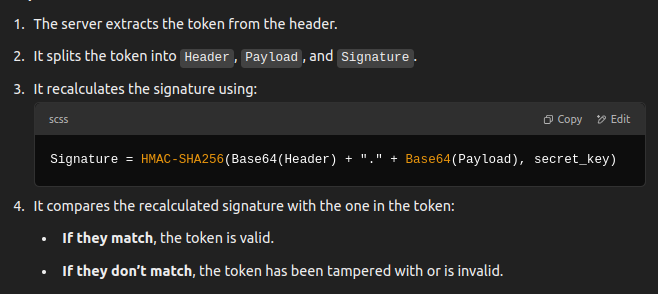 1. The server extracts the token from the header.
2. It splits the token into Header, Payload, and Signature.
3. It recalculates the signature using:
scss Copy Edit
Signature = HMAC-SHA256(Base64(Header) + "." + Base64(Payload), secret_key)
4. It compares the recalculated signature with the one in the token:
• If they match, the token is valid.
• If they don’t match, the token has been tampered with or is invalid.